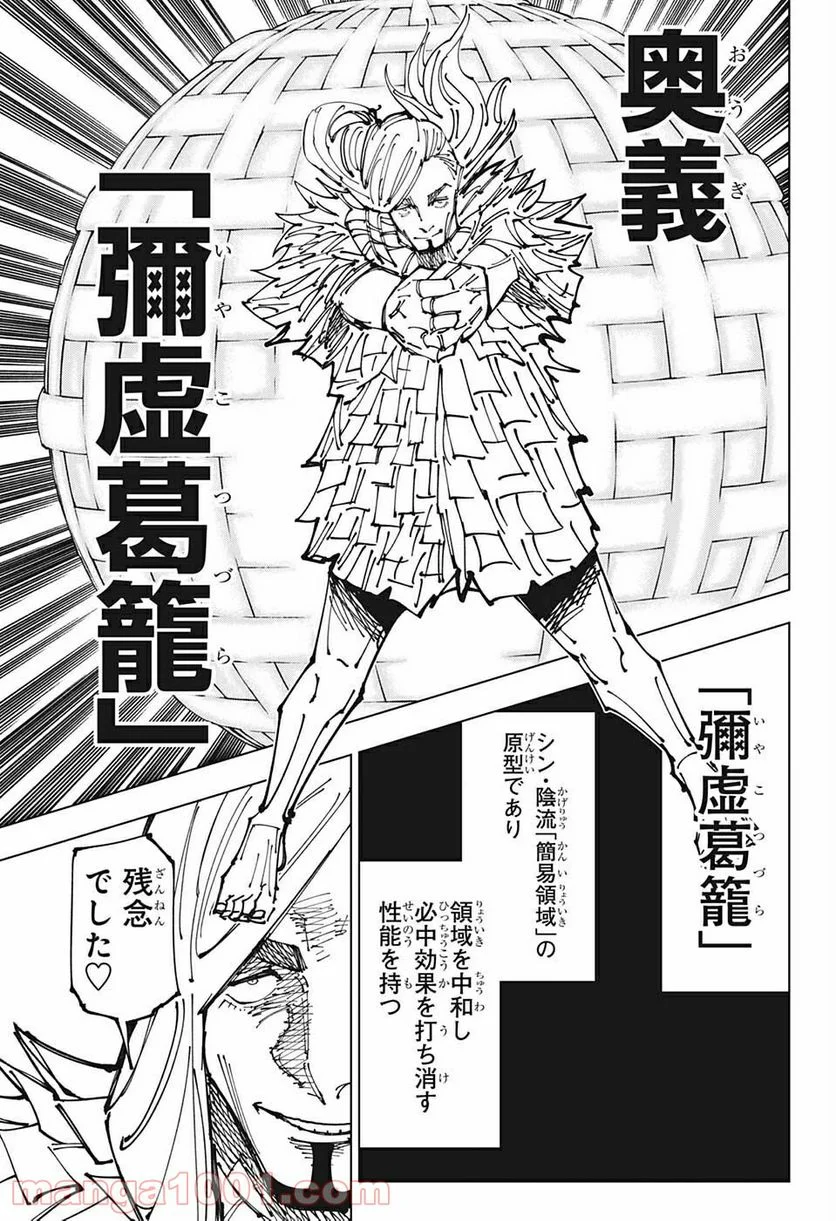 奥義
「彌虚葛籠」
「彌虚葛籠」
シン・陰流「簡易領域」の
原型であり
領域を中和し
必中効果を打ち消す
性能を持つ
残念
でした♡
manga1001.com